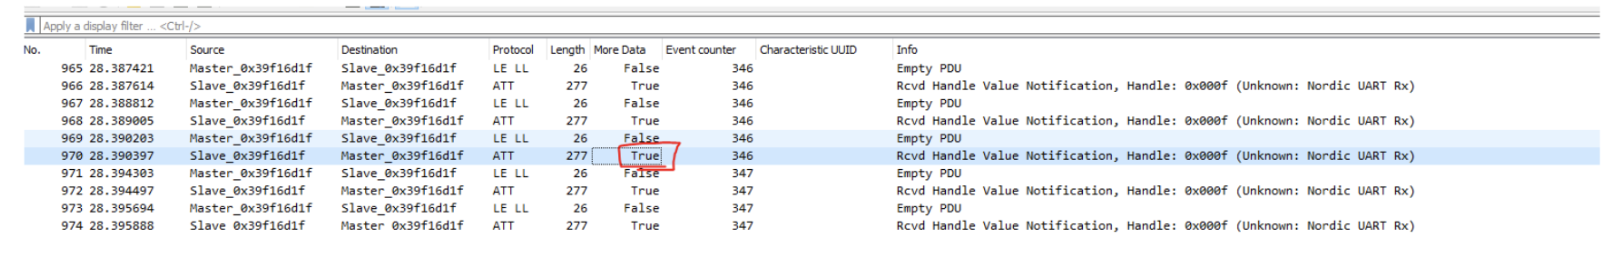 Apply a display filter ... <Ctrl-/>
No. Time Source Destination Protocol Length More Data Event counter Characteristic UUID Info
965 28.387421 Master_0x39f16d1f Slave_0x39f16d1f LE LL 26 False 346 Empty PDU
966 28.387614 Slave_0x39f16d1f Master_0x39f16d1f ATT 277 True 346 Rcvd Handle Value Notification, Handle: 0x000f (Unknown: Nordic UART Rx)
967 28.388812 Master_0x39f16d1f Slave_0x39f16d1f LE LL 26 False 346 Empty PDU
968 28.389005 Slave_0x39f16d1f Master_0x39f16d1f ATT 277 True 346 Rcvd Handle Value Notification, Handle: 0x000f (Unknown: Nordic UART Rx)
969 28.390203 Master_0x39f16d1f Slave_0x39f16d1f LE LL 26 False 346 Empty PDU
970 28.390397 Slave_0x39f16d1f Master_0x39f16d1f ATT 277 True 346 Rcvd Handle Value Notification, Handle: 0x000f (Unknown: Nordic UART Rx)
971 28.394303 Master_0x39f16d1f Slave_0x39f16d1f LE LL 26 False 347 Empty PDU
972 28.394497 Slave_0x39f16d1f Master_0x39f16d1f ATT 277 True 347 Rcvd Handle Value Notification, Handle: 0x000f (Unknown: Nordic UART Rx)
973 28.395694 Master_0x39f16d1f Slave_0x39f16d1f LE LL 26 False 347 Empty PDU
974 28.395888 Slave_0x39f16d1f Master_0x39f16d1f ATT 277 True 347 Rcvd Handle Value Notification, Handle: 0x000f (Unknown: Nordic UART Rx)